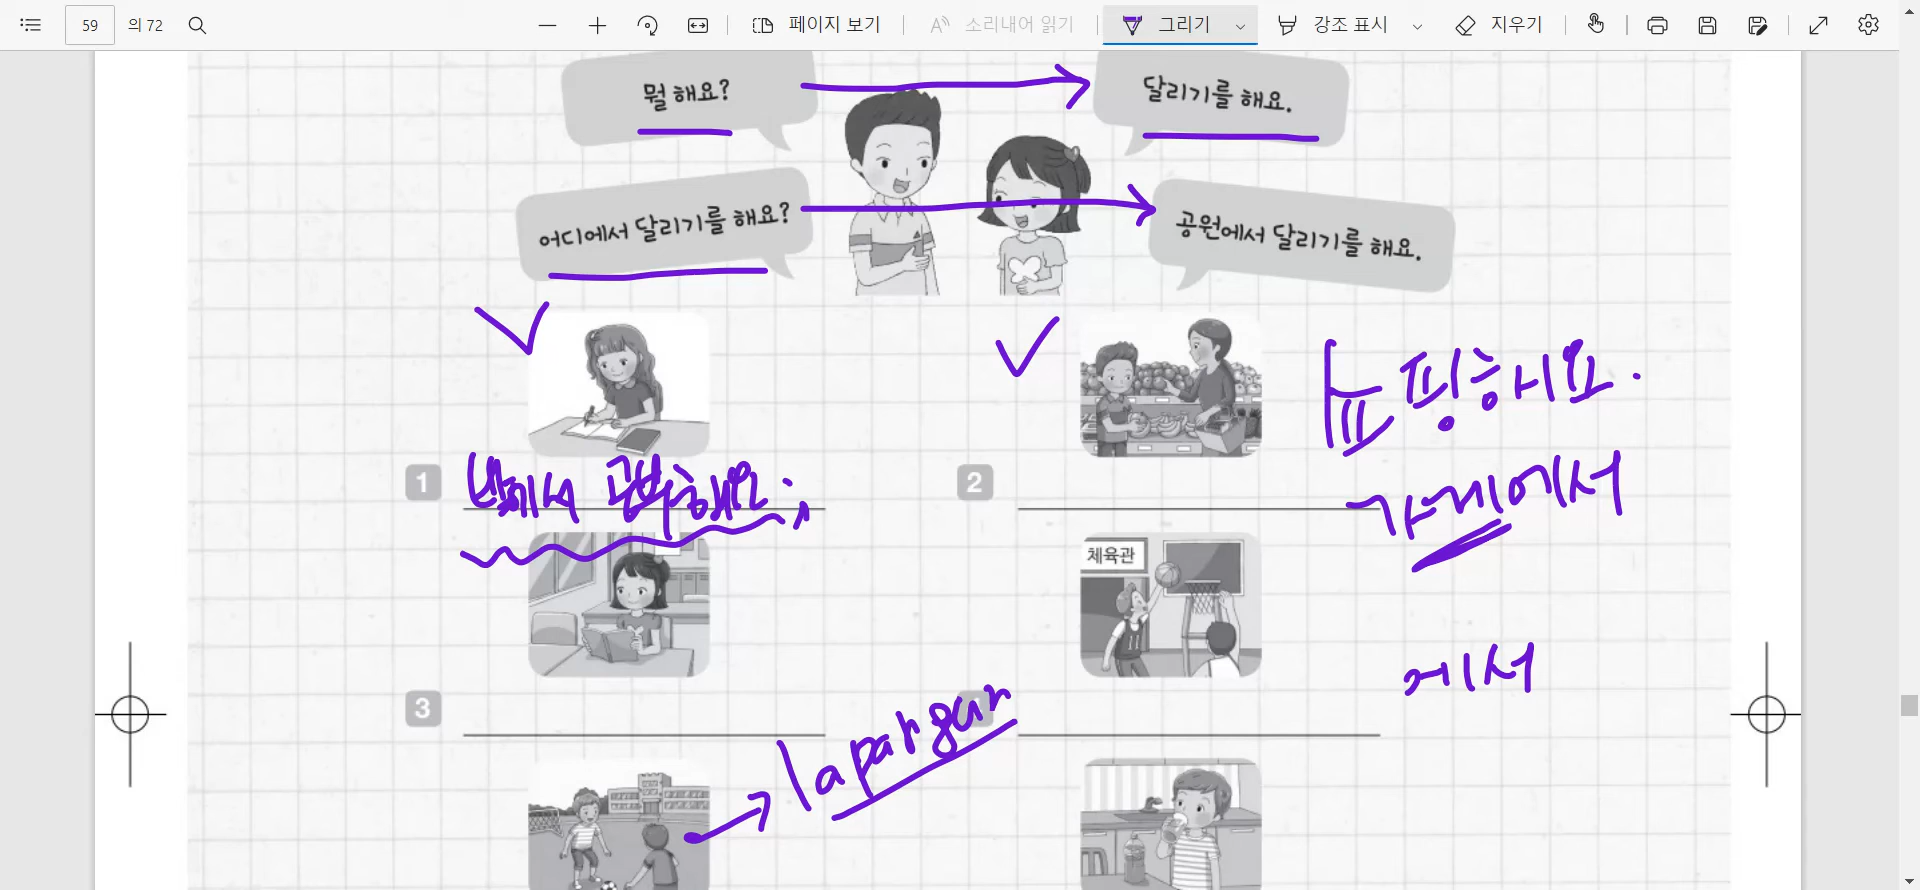 59 의 72 페이지 보기 소리내어 읽기 그리기 강조 표시 지우기
뭘 해요?
달리기를 해요.
어디에서 달리기를 해요?
공원에서 달리기를 해요.
쇼핑해요.
1
방에서 공부해요.
2
가게에서
체육관
에서
3
lapangan